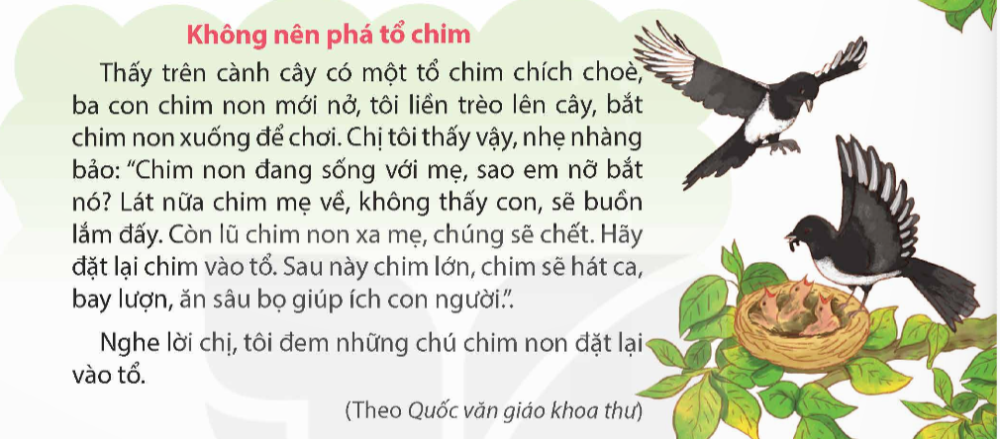 Không nên phá tổ chim
Thấy trên cành cây có một tổ chim chích choè,
ba con chim non mới nở, tôi liền trèo lên cây, bắt
chim non xuống để chơi. Chị tôi thấy vậy, nhẹ nhàng
bảo: “Chim non đang sống với mẹ, sao em nỡ bắt
nó? Lát nữa chim mẹ về, không thấy con, sẽ buồn
lắm đấy. Còn lũ chim non xa mẹ, chúng sẽ chết. Hãy
đặt lại chim vào tổ. Sau này chim lớn, chim sẽ hát ca,
bay lượn, ăn sâu bọ giúp ích con người.”.
Nghe lời chị, tôi đem những chú chim non đặt lại
vào tổ.
(Theo Quốc văn giáo khoa thư)